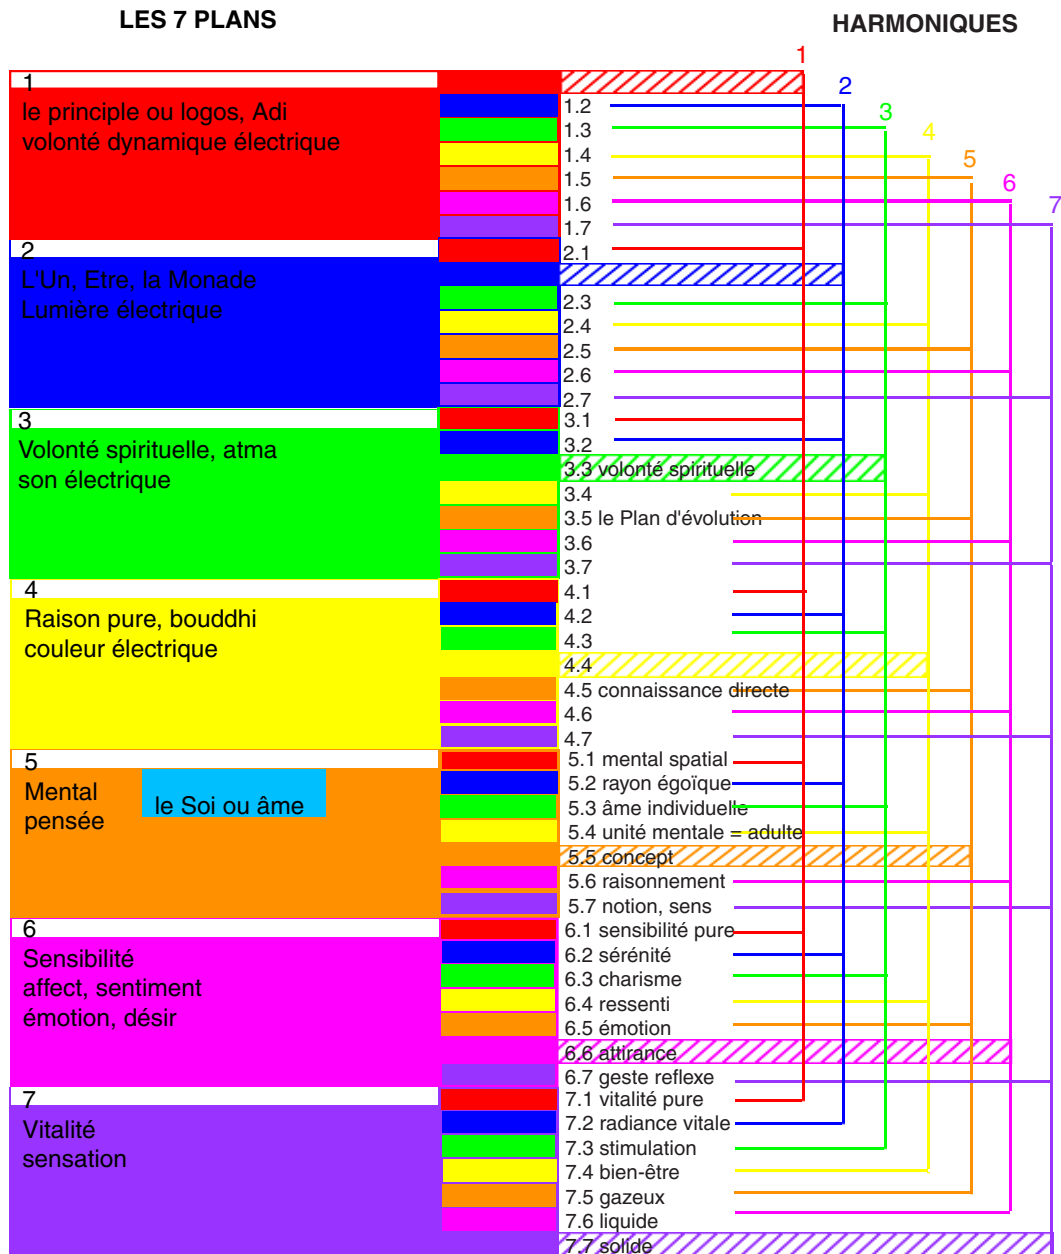 LES 7 PLANS
HARMONIQUES
1
2
3
4
5
6
7
1
le principle ou logos, Adi
volonté dynamique électrique
1.2
1.3
1.4
1.5
1.6
1.7
2
L'Un, Etre, la Monade
Lumière électrique
2.1
2.3
2.4
2.5
2.6
2.7
3
Volonté spirituelle, atma
son électrique
3.1
3.2
3.3 volonté spirituelle
3.4
3.5 le Plan d'évolution
3.6
3.7
4
Raison pure, bouddhi
couleur électrique
4.1
4.2
4.3
4.4
4.5 connaissance directe
4.6
4.7
5
Mental
pensée
le Soi ou âme
5.1 mental spatial
5.2 rayon égoïque
5.3 âme individuelle
5.4 unité mentale = adulte
5.5 concept
5.6 raisonnement
5.7 notion, sens
6
Sensibilité
affect, sentiment
émotion, désir
6.1 sensibilité pure
6.2 sérénité
6.3 charisme
6.4 ressenti
6.5 émotion
6.6 attirance
6.7 geste reflexe
7
Vitalité
sensation
7.1 vitalité pure
7.2 radiance vitale
7.3 stimulation
7.4 bien-être
7.5 gazeux
7.6 liquide
7.7 solide